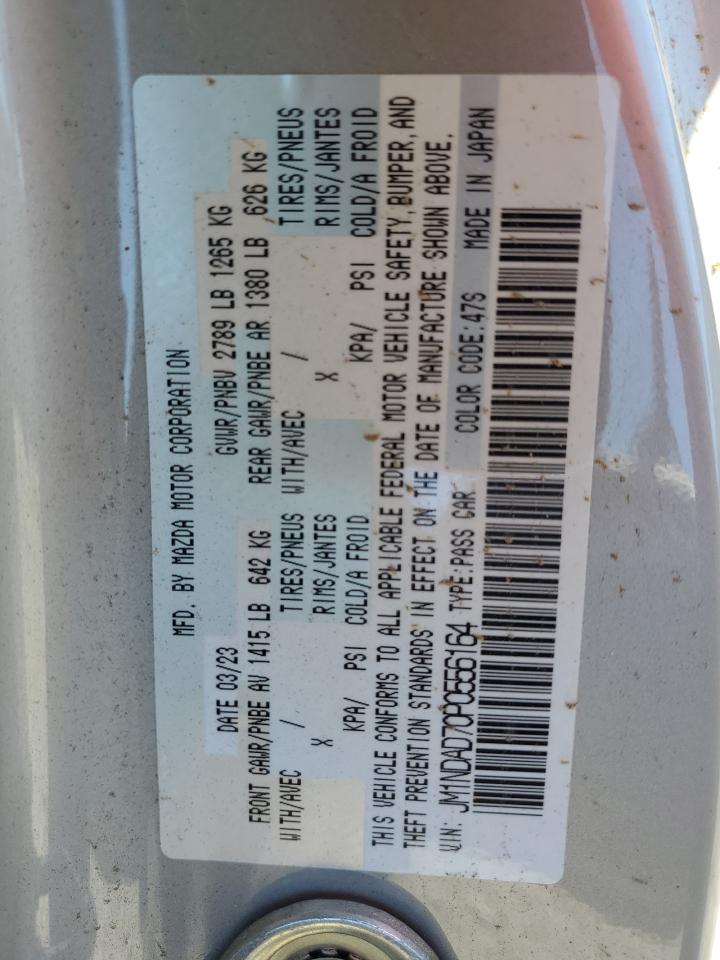 MFD. BY MAZDA MOTOR CORPORATION
DATE 03/23 GVWR/PNBV 2789 LB 1265 KG
FRONT GAWR/PNBE AV 1415 LB 642 KG REAR GAWR/PNBE AR 1380 LB 626 KG
WITH/AVEC / TIRES/PNEUS WITH/AVEC / TIRES/PNEUS
X RIMS/JANTES X RIMS/JANTES
KPA/ PSI COLD/A FROID KPA/ PSI COLD/A FROID
THIS VEHICLE CONFORMS TO ALL APPLICABLE FEDERAL MOTOR VEHICLE SAFETY, BUMPER, AND
THEFT PREVENTION STANDARDS IN EFFECT ON THE DATE OF MANUFACTURE SHOWN ABOVE.
VIN: JM1NDAD70P0556164 TYPE:PASS CAR COLOR CODE:47S MADE IN JAPAN